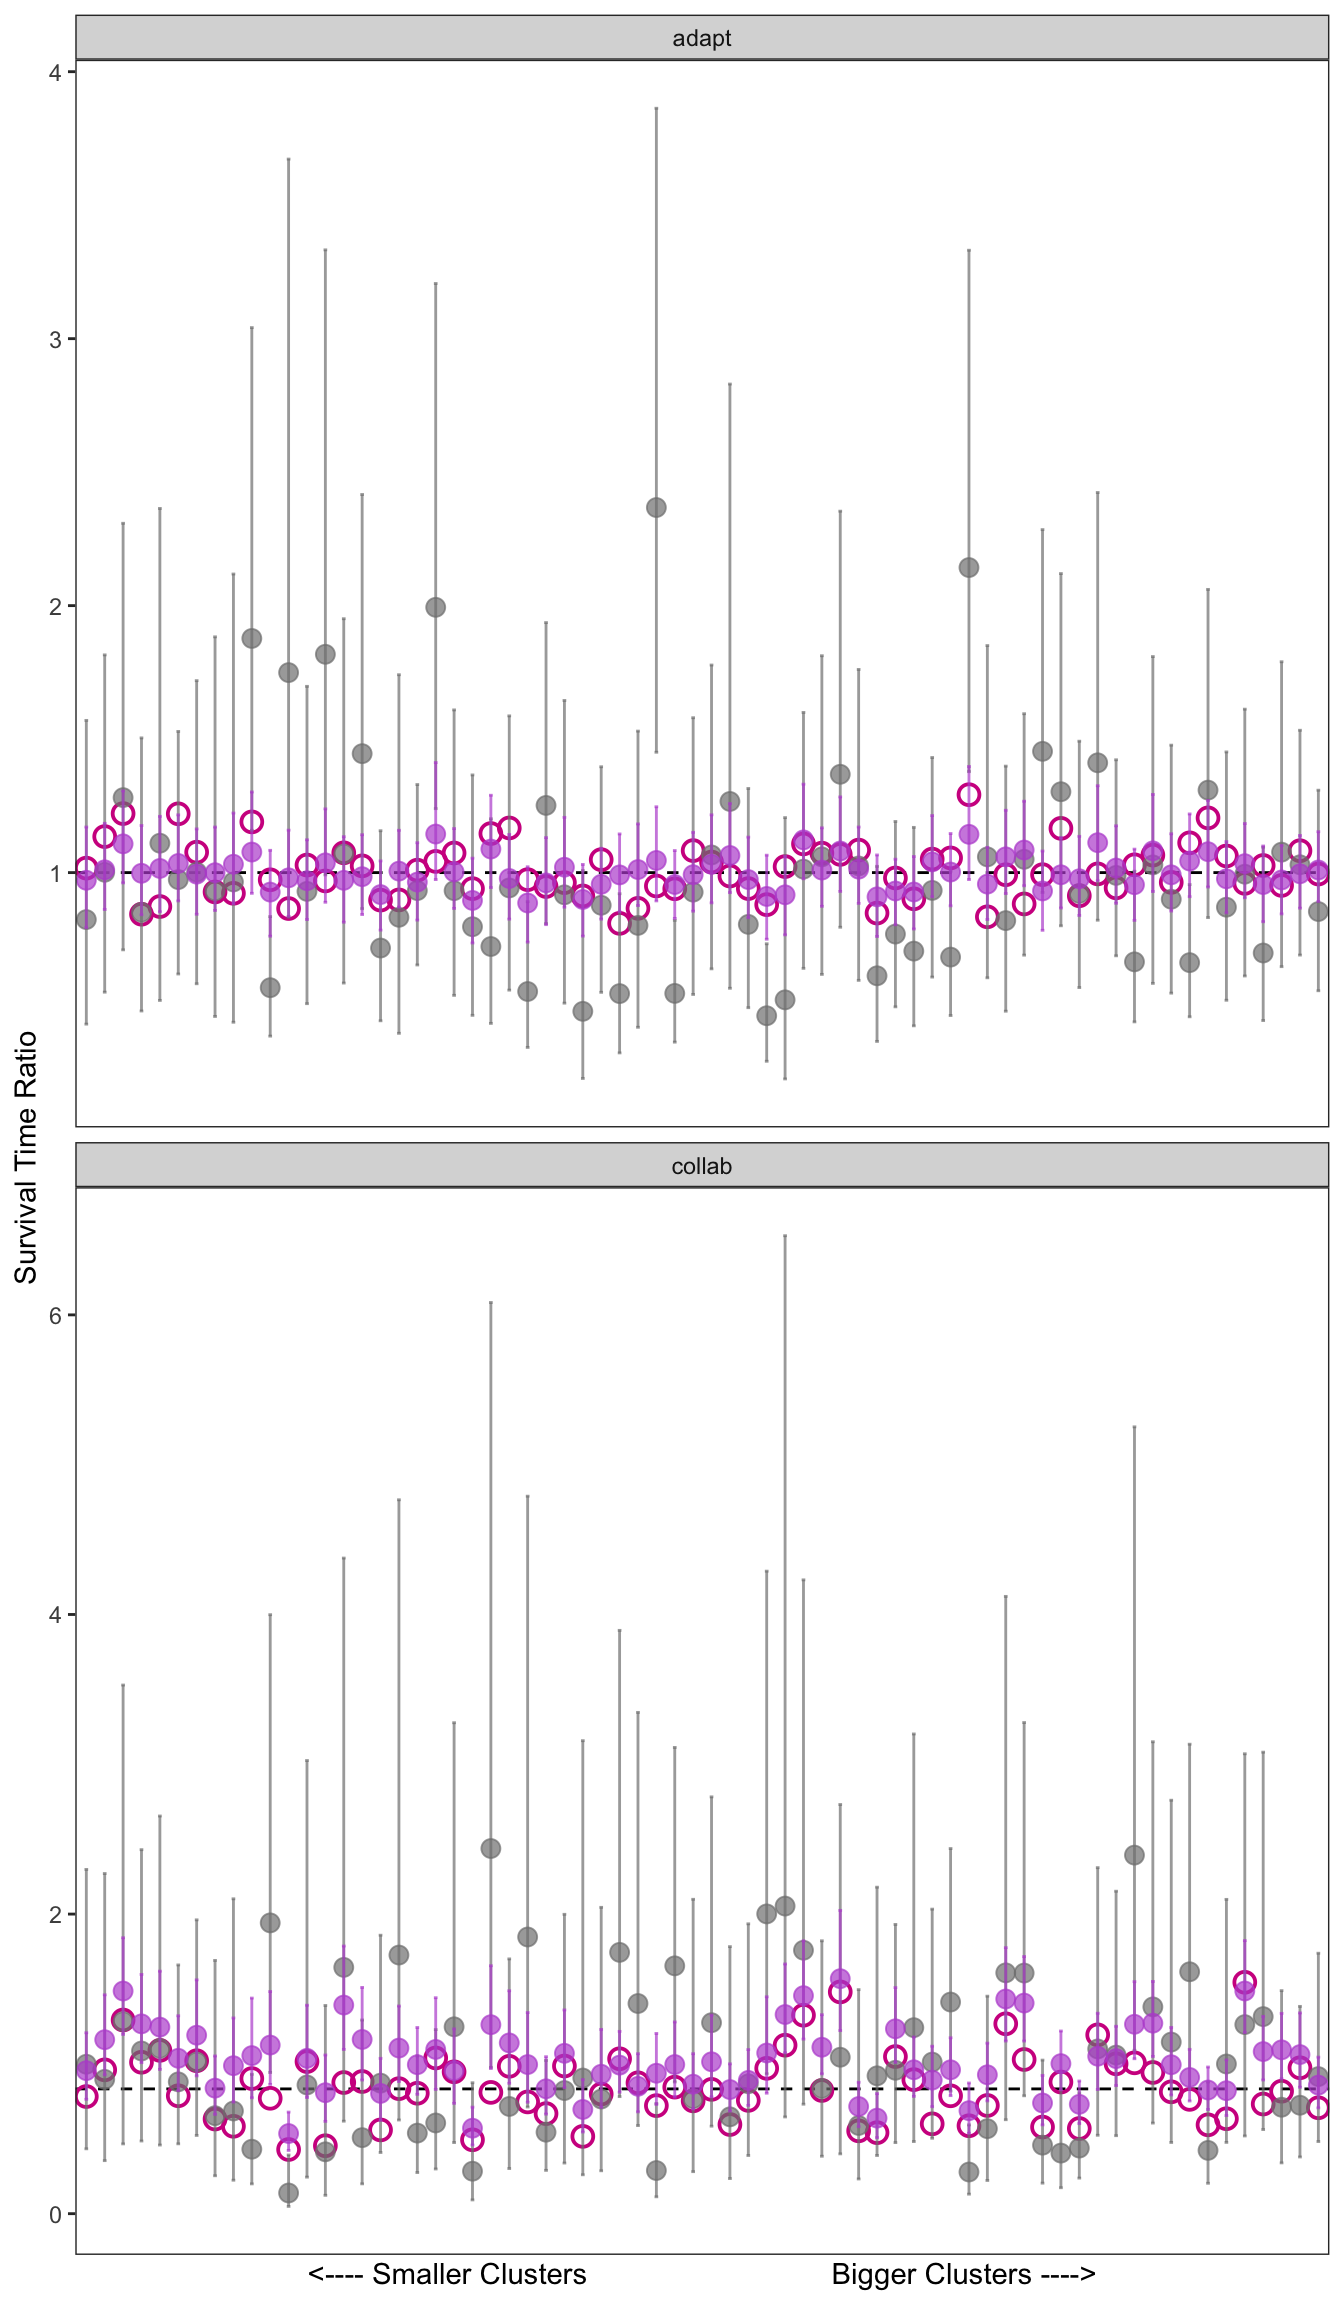 adapt
4
3
2
1
Survival Time Ratio
collab
6
4
2
0
<---- Smaller Clusters
Bigger Clusters ---->